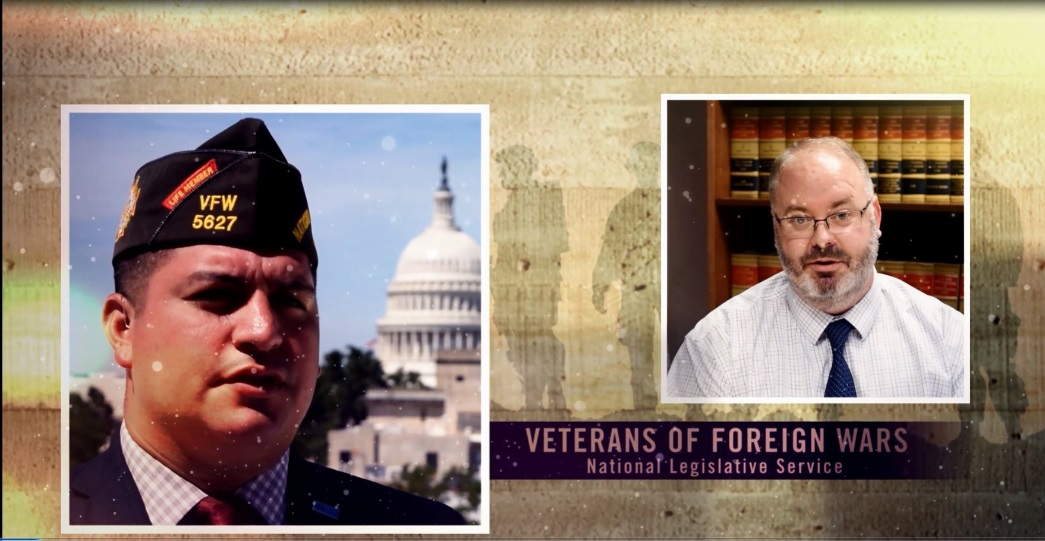 LIFE MEMBER
VFW
5627
VETERANS OF FOREIGN WARS
National Legislative Service